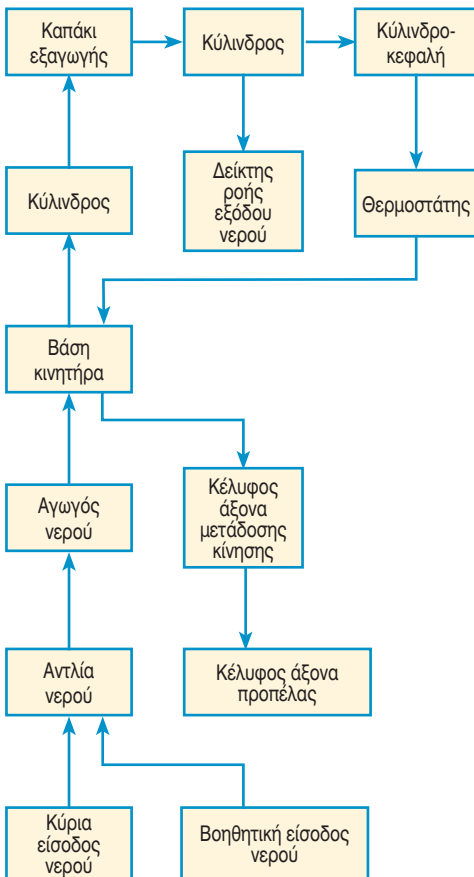 Καπάκι
εξαγωγής
Κύλινδρος
Κύλινδρο-
κεφαλή
Κύλινδρος
Δείκτης
ροής
εξόδου
νερού
Θερμοστάτης
Βάση
κινητήρα
Αγωγός
νερού
Κέλυφος
άξονα
μετάδοσης
κίνησης
Αντλία
νερού
Κέλυφος άξονα
προπέλας
Κύρια
είσοδος
νερού
Βοηθητική είσοδος
νερού